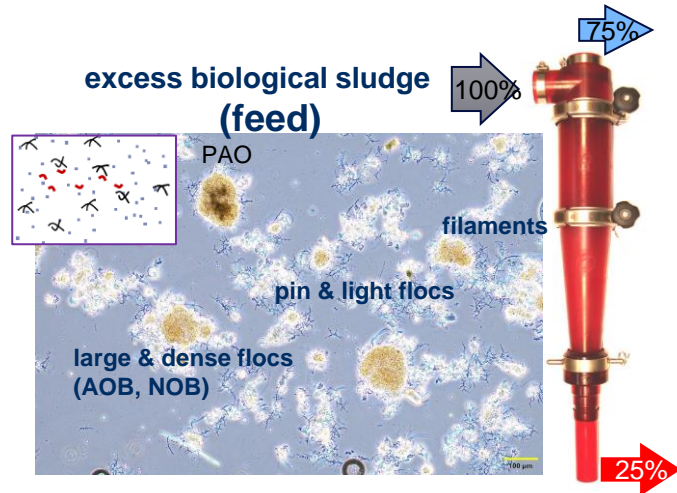 75%
excess biological sludge
(feed)
100%
PAO
filaments
pin & light flocs
large & dense flocs
(AOB, NOB)
100 µm
25%